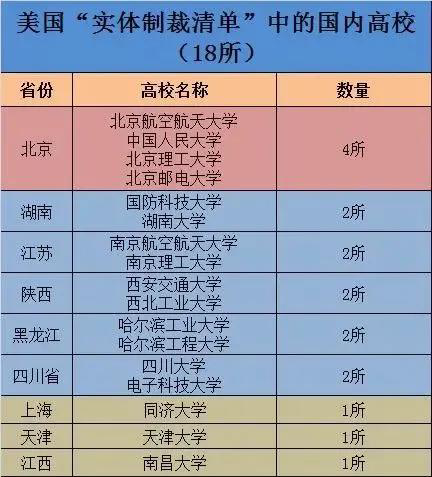 美国“实体制裁清单”中的国内高校
（18所）
省份 高校名称 数量
北京航空航天大学
中国人民大学
北京 北京理工大学 4所
北京邮电大学
湖南 国防科技大学 2所
湖南大学
江苏 南京航空航天大学 2所
南京理工大学
陕西 西安交通大学 2所
西北工业大学
黑龙江 哈尔滨工业大学 2所
哈尔滨工程大学
四川省 四川大学 2所
电子科技大学
上海 同济大学 1所
天津 天津大学 1所
江西 南昌大学 1所